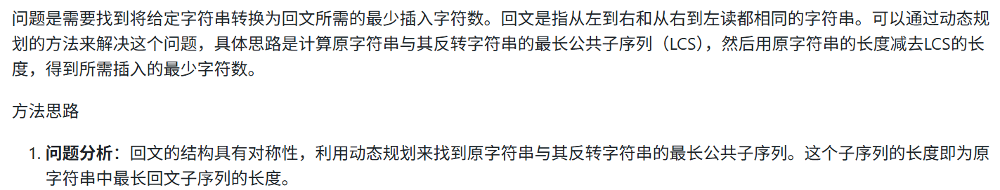 问题是需要找到将给定字符串转换为回文所需的最少插入字符数。回文是指从左到右和从右到左读都相同的字符串。可以通过动态规
划的方法来解决这个问题，具体思路是计算原字符串与其反转字符串的最长公共子序列（LCS），然后用原字符串的长度减去LCS的长
度，得到所需插入的最少字符数。
方法思路
1. 问题分析：回文的结构具有对称性，利用动态规划来找到原字符串与其反转字符串的最长公共子序列。这个子序列的长度即为原
字符串中最长回文子序列的长度。